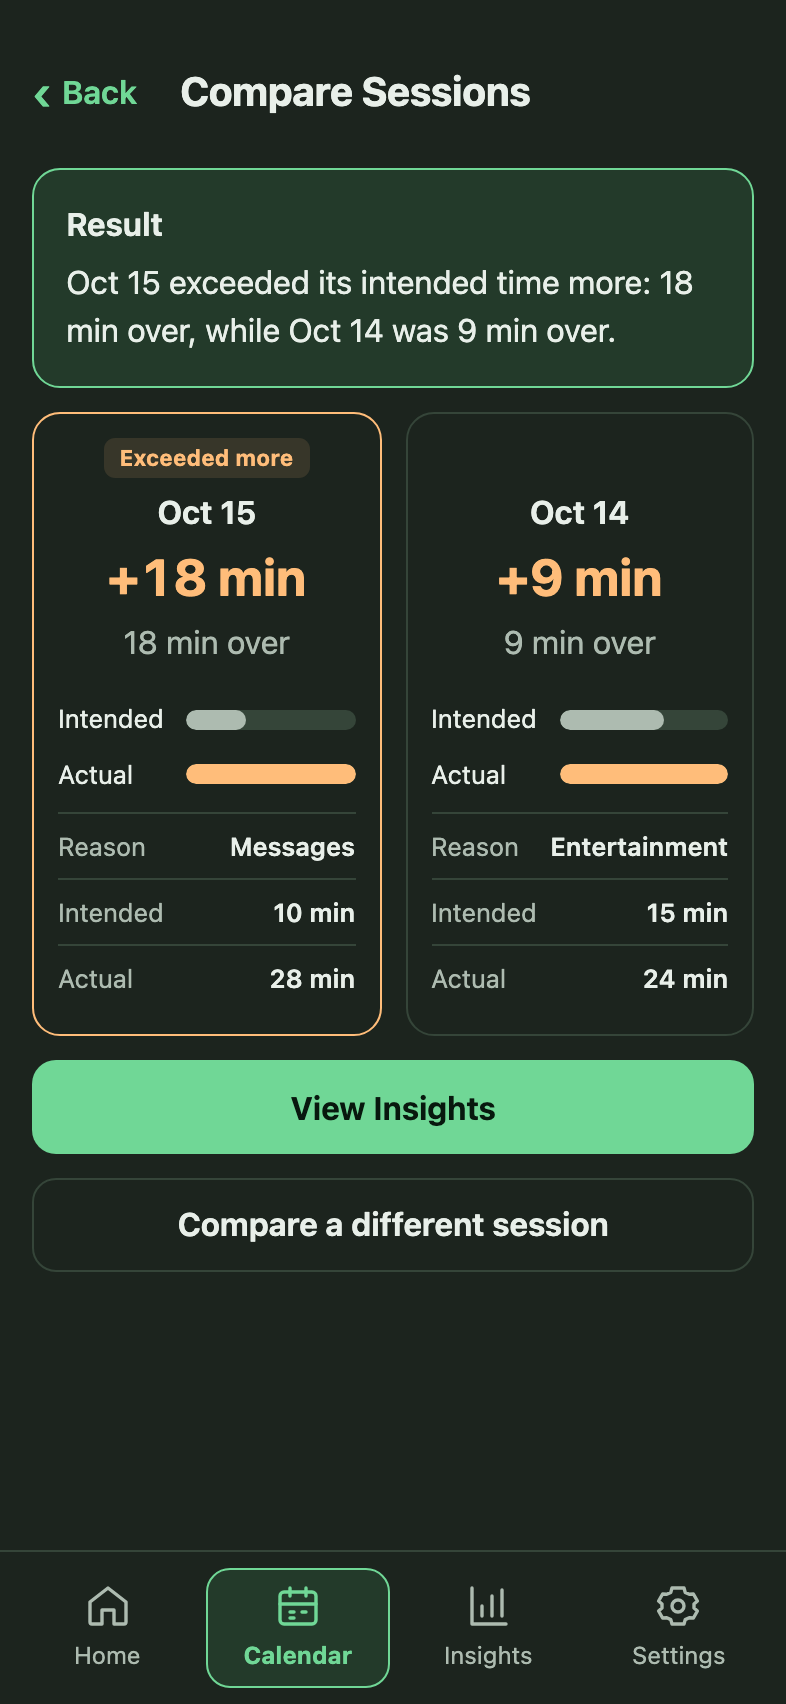 Back
Compare Sessions
Result
Oct 15 exceeded its intended time more: 18
min over, while Oct 14 was 9 min over.
Exceeded more
Oct 15
+18 min
18 min over
Intended
Actual
Reason Messages
Intended 10 min
Actual 28 min
Oct 14
+9 min
9 min over
Intended
Actual
Reason Entertainment
Intended 15 min
Actual 24 min
View Insights
Compare a different session
Home
Calendar
Insights
Settings